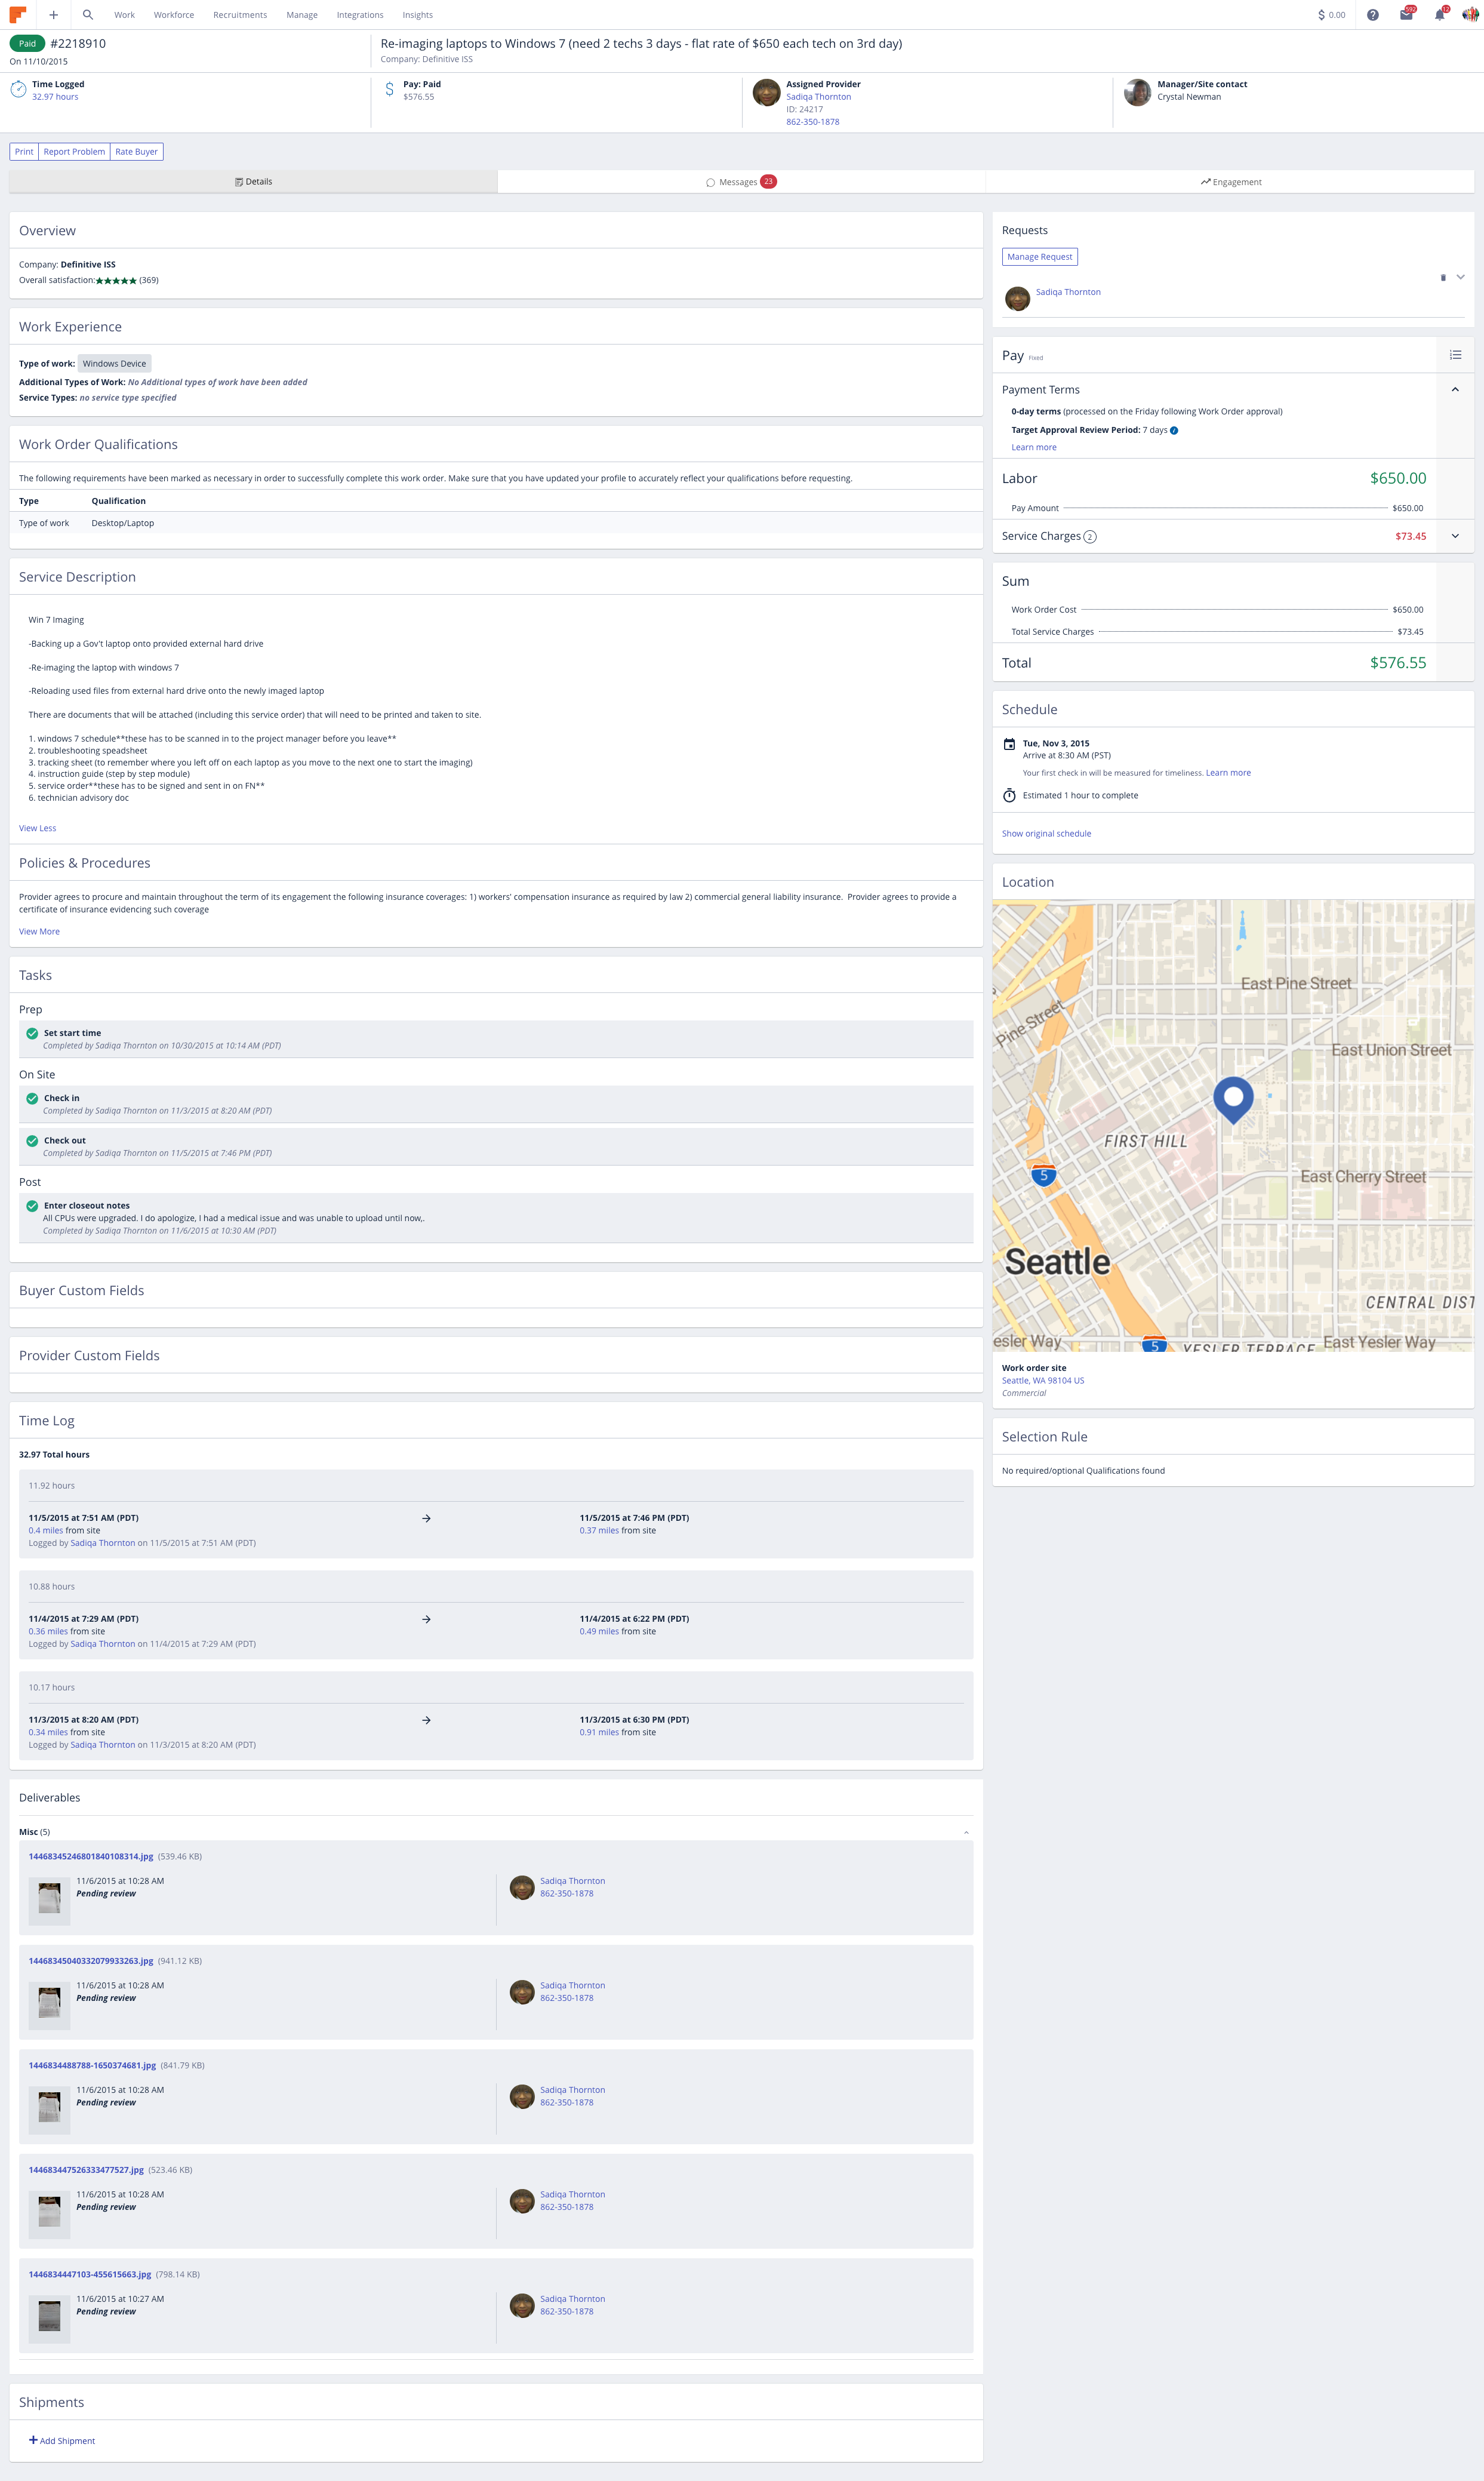 Work Workforce Recruitments Manage Integrations Insights $ 0.00 592 12
Paid #2218910
On 11/10/2015
Re-imaging laptops to Windows 7 (need 2 techs 3 days - flat rate of $650 each tech on 3rd day)
Company: Definitive ISS
Time Logged
32.97 hours
Pay: Paid
$576.55
Assigned Provider
Sadiqa Thornton
ID: 24217
862-350-1878
Manager/Site contact
Crystal Newman
Print Report Problem Rate Buyer
Details Messages 23 Engagement
Overview
Company: Definitive ISS
Overall satisfaction:★★★★★ (369)
Work Experience
Type of work: Windows Device
Additional Types of Work: No Additional types of work have been added
Service Types: no service type specified
Work Order Qualifications
The following requirements have been marked as necessary in order to successfully complete this work order. Make sure that you have updated your profile to accurately reflect your qualifications before requesting.
Type Qualification
Type of work Desktop/Laptop
Service Description
Win 7 Imaging
-Backing up a Gov't laptop onto provided external hard drive
-Re-imaging the laptop with windows 7
-Reloading used files from external hard drive onto the newly imaged laptop
There are documents that will be attached (including this service order) that will need to be printed and taken to site.
1. windows 7 schedule**these has to be scanned in to the project manager before you leave**
2. troubleshooting speadsheet
3. tracking sheet (to remember where you left off on each laptop as you move to the next one to start the imaging)
4. instruction guide (step by step module)
5. service order**these has to be signed and sent in on FN**
6. technician advisory doc
View Less
Policies & Procedures
Provider agrees to procure and maintain throughout the term of its engagement the following insurance coverages: 1) workers' compensation insurance as required by law 2) commercial general liability insurance.  Provider agrees to provide a
certificate of insurance evidencing such coverage
View More
Tasks
Prep
Set start time
Completed by Sadiqa Thornton on 10/30/2015 at 10:14 AM (PDT)
On Site
Check in
Completed by Sadiqa Thornton on 11/3/2015 at 8:20 AM (PDT)
Check out
Completed by Sadiqa Thornton on 11/5/2015 at 7:46 PM (PDT)
Post
Enter closeout notes
All CPUs were upgraded. I do apologize, I had a medical issue and was unable to upload until now,.
Completed by Sadiqa Thornton on 11/6/2015 at 10:30 AM (PDT)
Buyer Custom Fields
Provider Custom Fields
Time Log
32.97 Total hours
11.92 hours
11/5/2015 at 7:51 AM (PDT) 11/5/2015 at 7:46 PM (PDT)
0.4 miles from site 0.37 miles from site
Logged by Sadiqa Thornton on 11/5/2015 at 7:51 AM (PDT)
10.88 hours
11/4/2015 at 7:29 AM (PDT) 11/4/2015 at 6:22 PM (PDT)
0.36 miles from site 0.49 miles from site
Logged by Sadiqa Thornton on 11/4/2015 at 7:29 AM (PDT)
10.17 hours
11/3/2015 at 8:20 AM (PDT) 11/3/2015 at 6:30 PM (PDT)
0.34 miles from site 0.91 miles from site
Logged by Sadiqa Thornton on 11/3/2015 at 8:20 AM (PDT)
Deliverables
Misc (5)
14468345246801840108314.jpg (539.46 KB)
11/6/2015 at 10:28 AM Sadiqa Thornton
Pending review 862-350-1878
14468345040332079933263.jpg (941.12 KB)
11/6/2015 at 10:28 AM Sadiqa Thornton
Pending review 862-350-1878
1446834488788-1650374681.jpg (841.79 KB)
11/6/2015 at 10:28 AM Sadiqa Thornton
Pending review 862-350-1878
144683447526333477527.jpg (523.46 KB)
11/6/2015 at 10:28 AM Sadiqa Thornton
Pending review 862-350-1878
1446834447103-455615663.jpg (798.14 KB)
11/6/2015 at 10:27 AM Sadiqa Thornton
Pending review 862-350-1878
Shipments
Add Shipment
Requests
Manage Request
Sadiqa Thornton
Pay Fixed
Payment Terms
0-day terms (processed on the Friday following Work Order approval)
Target Approval Review Period: 7 days
Learn more
Labor $650.00
Pay Amount $650.00
Service Charges 2 $73.45
Sum
Work Order Cost $650.00
Total Service Charges $73.45
Total $576.55
Schedule
Tue, Nov 3, 2015
Arrive at 8:30 AM (PST)
Your first check in will be measured for timeliness. Learn more
Estimated 1 hour to complete
Show original schedule
Location
East Pine Street
Pine Street
East Union Street
FIRST HILL
5
East Cherry Street
Seattle
CENTRAL DIST
esler Way
5
YESLER TERRACE
East Yesler Way
Work order site
Seattle, WA 98104 US
Commercial
Selection Rule
No required/optional Qualifications found